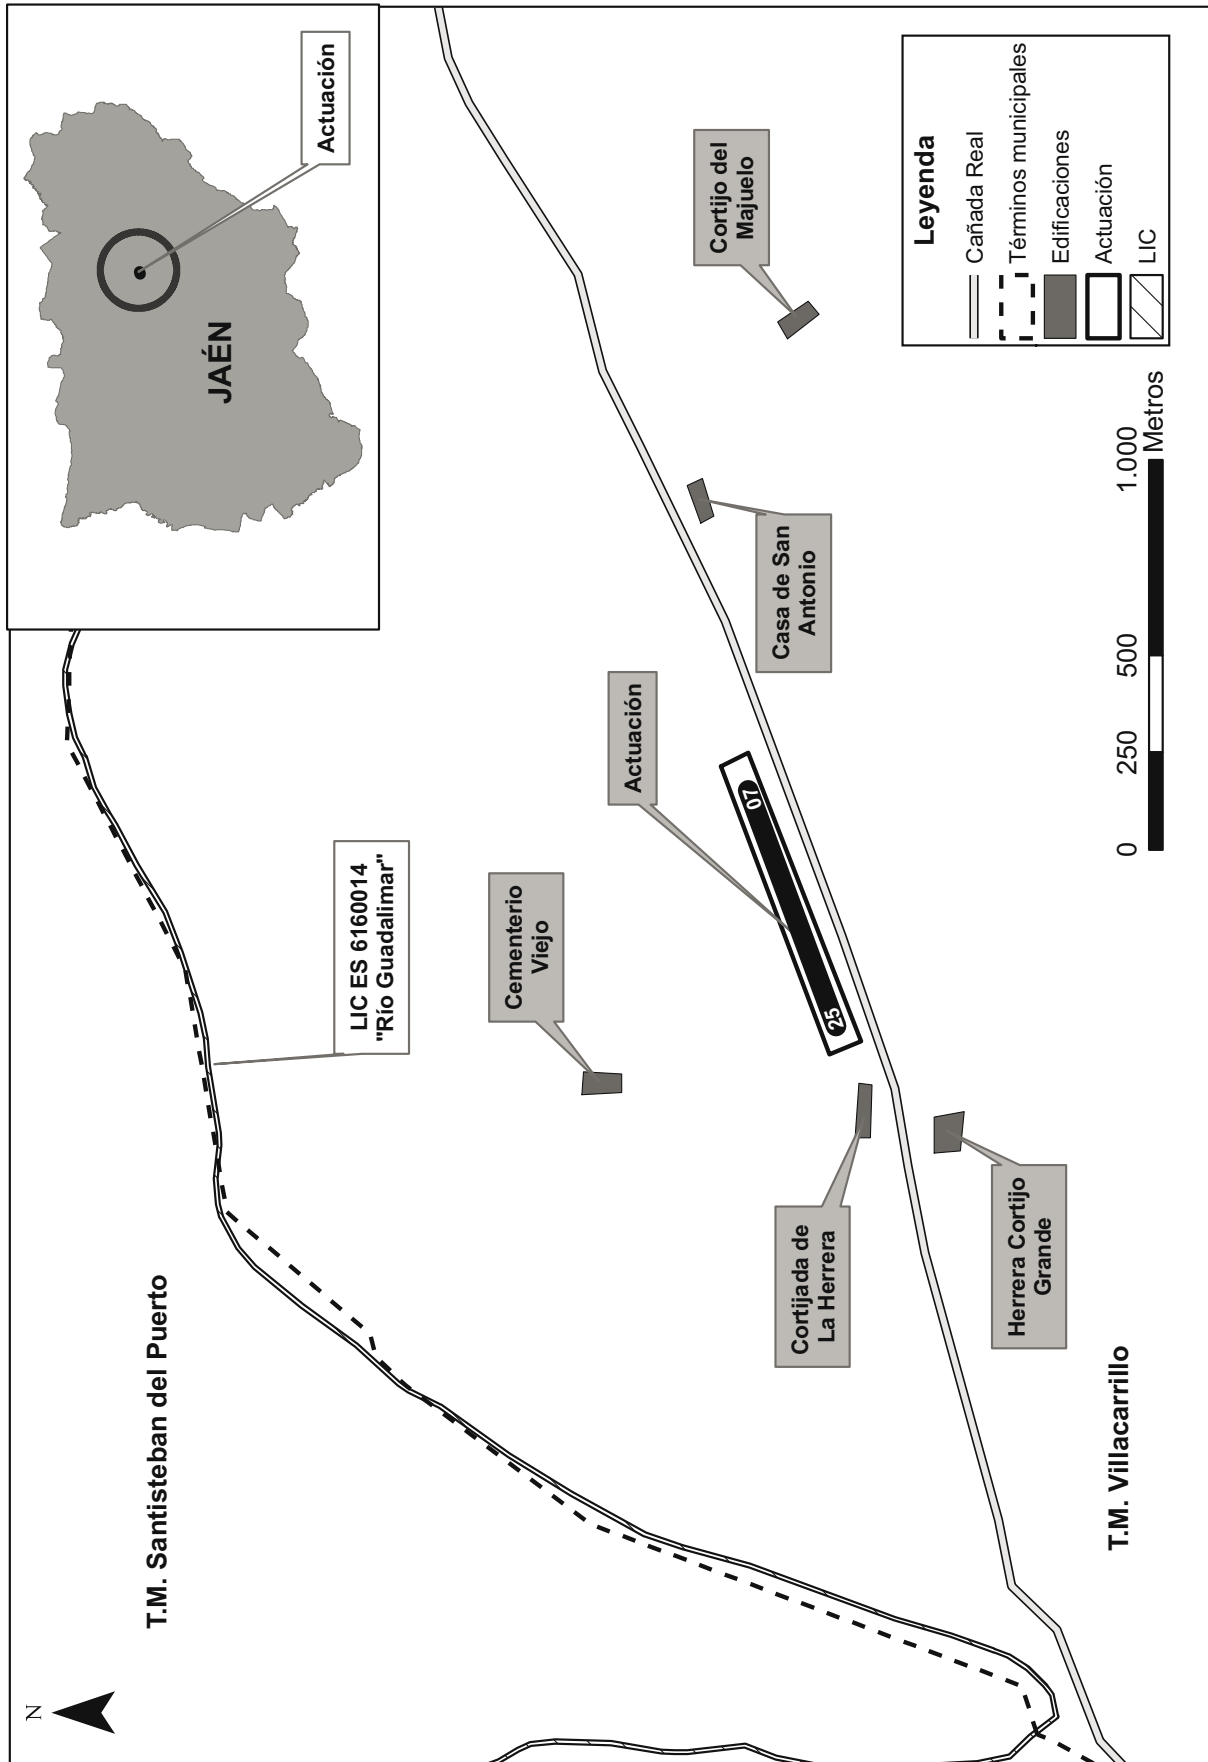 N
T.M. Santisteban del Puerto
LIC ES 6160014
"Río Guadalimar"
JAÉN
Actuación
Cementerio
Viejo
Actuación
25
07
Cortijada de
La Herrera
Herrera Cortijo
Grande
Casa de San
Antonio
Cortijo del
Majuelo
T.M. Villacarrillo
0
250
500
1.000
Metros
Leyenda
Cañada Real
Términos municipales
Edificaciones
Actuación
LIC